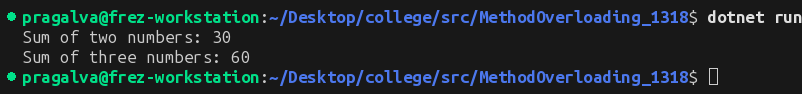 pragalva@frez-workstation:~/Desktop/college/src/MethodOverloading_1318$ dotnet run
Sum of two numbers: 30
Sum of three numbers: 60
pragalva@frez-workstation:~/Desktop/college/src/MethodOverloading_1318$